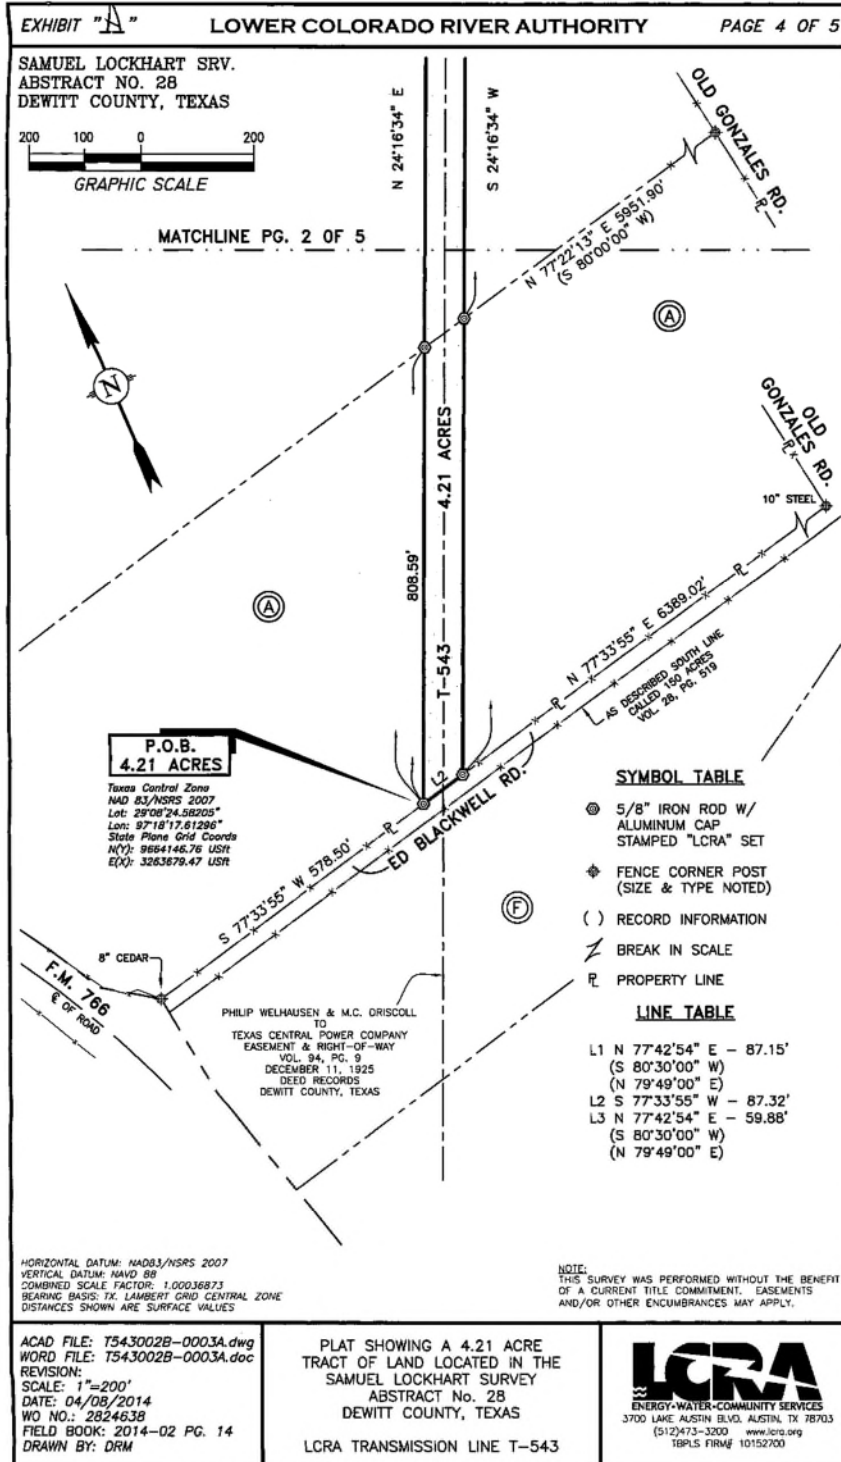 EXHIBIT "A"
LOWER COLORADO RIVER AUTHORITY
PAGE 4 OF 5
SAMUEL LOCKHART SRV.
ABSTRACT NO. 28
DEWITT COUNTY, TEXAS
200 100 0 200
GRAPHIC SCALE
N 24°16'34" E
S 24°16'34" W
OLD GONZALES RD.
MATCHLINE PG. 2 OF 5
N 77°22'13" E 5951.90'
(S 80°00'00" W)
A
N
4.21 ACRES
OLD
GONZALES RD.
10" STEEL
808.59'
A
T-543
N 77°33'55" E 6389.02'
AS DESCRIBED SOUTH LINE
CALLED 150 ACRES
VOL. 28, PG. 519
P.O.B.
4.21 ACRES
Texas Central Zone
NAD 83/NSRS 2007
Lat: 29°08'24.58205"
Lon: 97°18'17.61296"
State Plane Grid Coords
N(Y): 9664146.76 USft
E(X): 3263679.47 USft
L2
ED BLACKWELL RD.
S 77°33'55" W 578.50'
F
8" CEDAR
F.M. 766
℄ OF ROAD
PHILIP WELHAUSEN & M.C. DRISCOLL
TO
TEXAS CENTRAL POWER COMPANY
EASEMENT & RIGHT-OF-WAY
VOL. 94, PG. 9
DECEMBER 11, 1925
DEED RECORDS
DEWITT COUNTY, TEXAS
SYMBOL TABLE
5/8" IRON ROD W/
ALUMINUM CAP
STAMPED "LCRA" SET
FENCE CORNER POST
(SIZE & TYPE NOTED)
( ) RECORD INFORMATION
BREAK IN SCALE
PL PROPERTY LINE
LINE TABLE
L1 N 77°42'54" E – 87.15'
(S 80°30'00" W)
(N 79°49'00" E)
L2 S 77°33'55" W – 87.32'
L3 N 77°42'54" E – 59.88'
(S 80°30'00" W)
(N 79°49'00" E)
HORIZONTAL DATUM: NAD83/NSRS 2007
VERTICAL DATUM: NAVD 88
COMBINED SCALE FACTOR: 1.00036873
BEARING BASIS: TX. LAMBERT GRID CENTRAL ZONE
DISTANCES SHOWN ARE SURFACE VALUES
NOTE:
THIS SURVEY WAS PERFORMED WITHOUT THE BENEFIT
OF A CURRENT TITLE COMMITMENT. EASEMENTS
AND/OR OTHER ENCUMBRANCES MAY APPLY.
ACAD FILE: T543002B-0003A.dwg
WORD FILE: T543002B-0003A.doc
REVISION:
SCALE: 1"=200'
DATE: 04/08/2014
WO NO.: 2824638
FIELD BOOK: 2014-02 PG. 14
DRAWN BY: DRM
PLAT SHOWING A 4.21 ACRE
TRACT OF LAND LOCATED IN THE
SAMUEL LOCKHART SURVEY
ABSTRACT No. 28
DEWITT COUNTY, TEXAS
LCRA TRANSMISSION LINE T-543
LCRA
ENERGY•WATER•COMMUNITY SERVICES
3700 LAKE AUSTIN BLVD. AUSTIN, TX 78703
(512)473-3200 www.lcra.org
TBPLS FIRM# 10152700